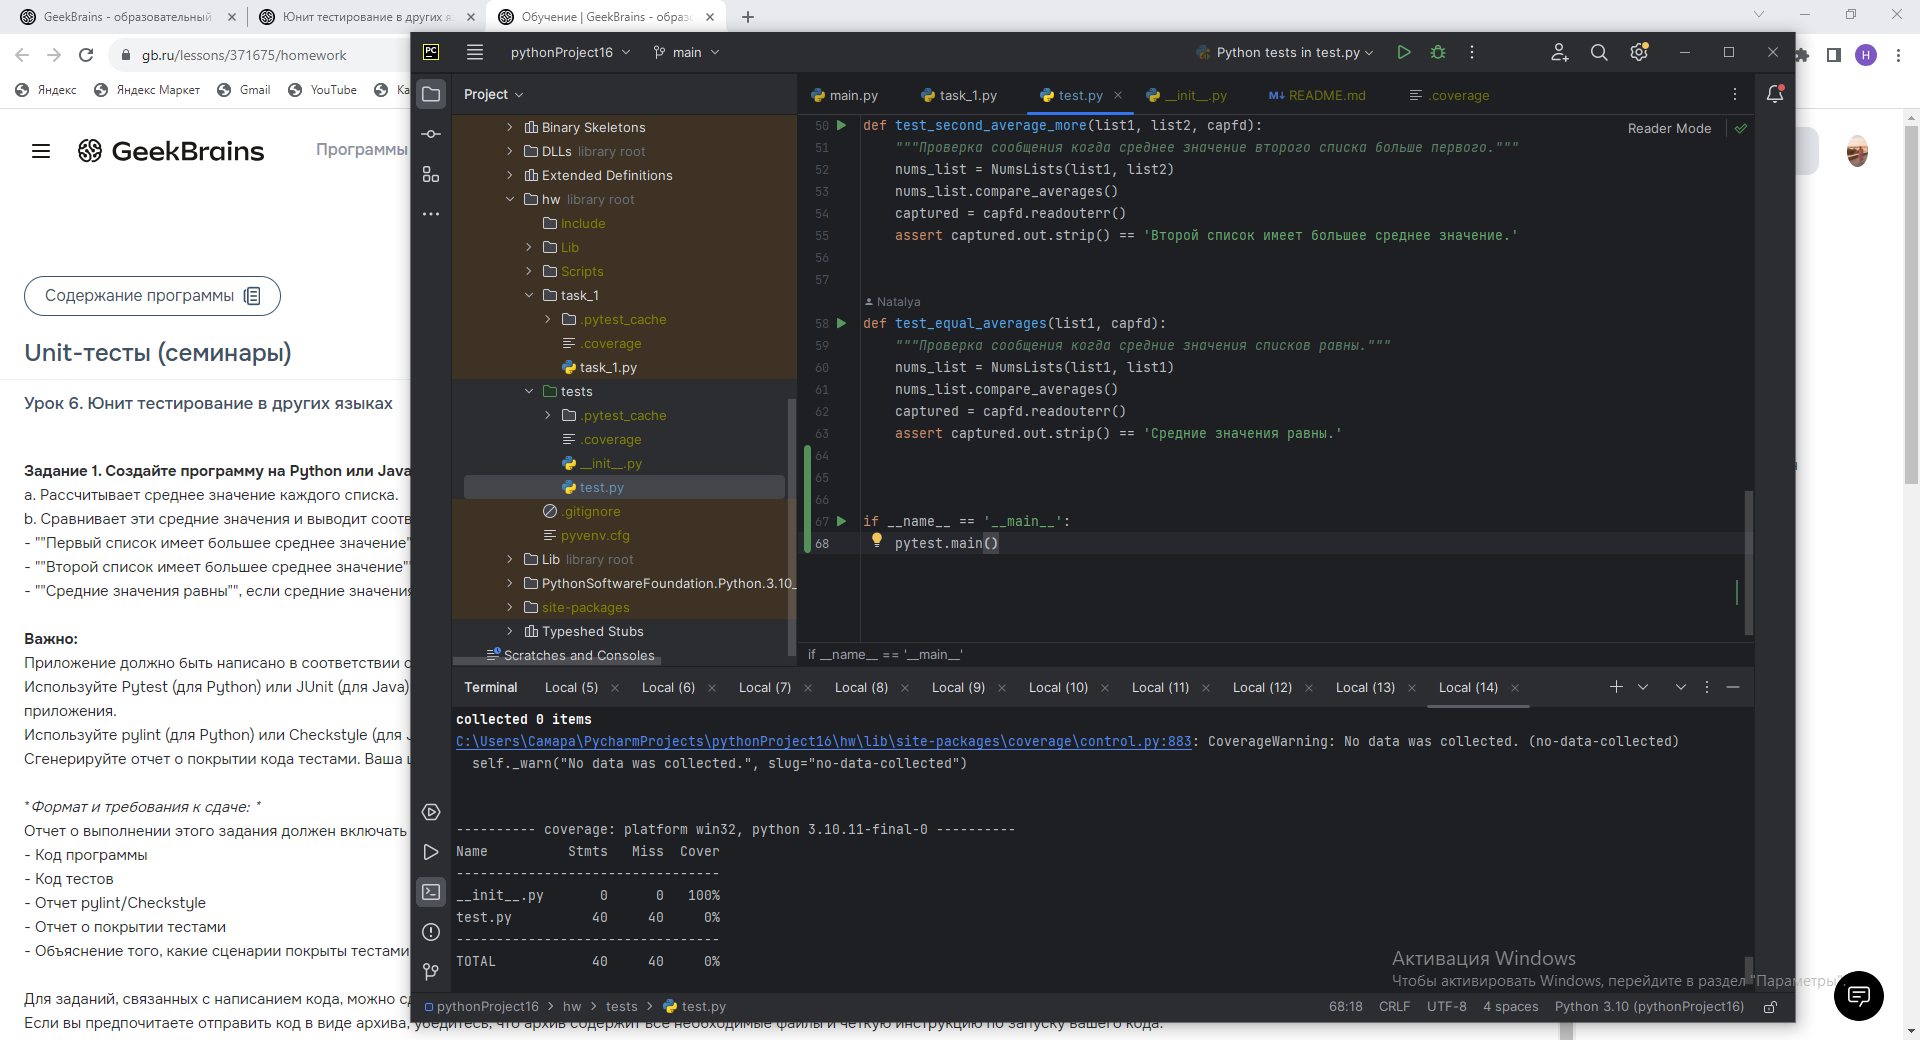 GeekBrains - образовательный
Юнит тестирование в других я
Обучение | GeekBrains - образо
gb.ru/lessons/371675/homework
H
Яндекс
Яндекс Маркет
Gmail
YouTube
GeekBrains
Программы
Содержание программы
Unit-тесты (семинары)
Урок 6. Юнит тестирование в других языках
Задание 1. Создайте программу на Python или Java
a. Рассчитывает среднее значение каждого списка.
b. Сравнивает эти средние значения и выводит соотв
- ""Первый список имеет большее среднее значение"
- ""Второй список имеет большее среднее значение""
- ""Средние значения равны"", если средние значения
Важно:
Приложение должно быть написано в соответствии с
Используйте Pytest (для Python) или JUnit (для Java)
приложения.
Используйте pylint (для Python) или Checkstyle (для J
Сгенерируйте отчет о покрытии кода тестами. Ваша ц
*Формат и требования к сдаче: *
Отчет о выполнении этого задания должен включать
- Код программы
- Код тестов
- Отчет pylint/Checkstyle
- Отчет о покрытии тестами
- Объяснение того, какие сценарии покрыты тестами
Для заданий, связанных с написанием кода, можно сд
Если вы предпочитаете отправить код в виде архива, убедитесь, что архив содержит все необходимые файлы и четкую инструкцию по запуску вашего кода.
PC
pythonProject16
main
Python tests in test.py
Project
Binary Skeletons
DLLs library root
Extended Definitions
hw library root
Include
Lib
Scripts
task_1
.pytest_cache
.coverage
task_1.py
tests
.pytest_cache
.coverage
__init__.py
test.py
.gitignore
pyvenv.cfg
Lib library root
PythonSoftwareFoundation.Python.3.10_
site-packages
Typeshed Stubs
Scratches and Consoles
main.py
task_1.py
test.py
__init__.py
M↓ README.md
.coverage
Reader Mode
50 def test_second_average_more(list1, list2, capfd):
51 """Проверка сообщения когда среднее значение второго списка больше первого."""
52 nums_list = NumsLists(list1, list2)
53 nums_list.compare_averages()
54 captured = capfd.readouterr()
55 assert captured.out.strip() == 'Второй список имеет большее среднее значение.'
56
57
Natalya
58 def test_equal_averages(list1, capfd):
59 """Проверка сообщения когда средние значения списков равны."""
60 nums_list = NumsLists(list1, list1)
61 nums_list.compare_averages()
62 captured = capfd.readouterr()
63 assert captured.out.strip() == 'Средние значения равны.'
64
65
66
67 if __name__ == '__main__':
68 pytest.main()
if __name__ == '__main__'
Terminal
Local (5)
Local (6)
Local (7)
Local (8)
Local (9)
Local (10)
Local (11)
Local (12)
Local (13)
Local (14)
collected 0 items
C:\Users\Самара\PycharmProjects\pythonProject16\hw\lib\site-packages\coverage\control.py:883: CoverageWarning: No data was collected. (no-data-collected)
self._warn("No data was collected.", slug="no-data-collected")
---------- coverage: platform win32, python 3.10.11-final-0 ----------
Name Stmts Miss Cover
---------------------------------
__init__.py 0 0 100%
test.py 40 40 0%
---------------------------------
TOTAL 40 40 0%
Активация Windows
Чтобы активировать Windows, перейдите в раздел "Параметры".
pythonProject16 > hw > tests > test.py
68:18
CRLF
UTF-8
4 spaces
Python 3.10 (pythonProject16)